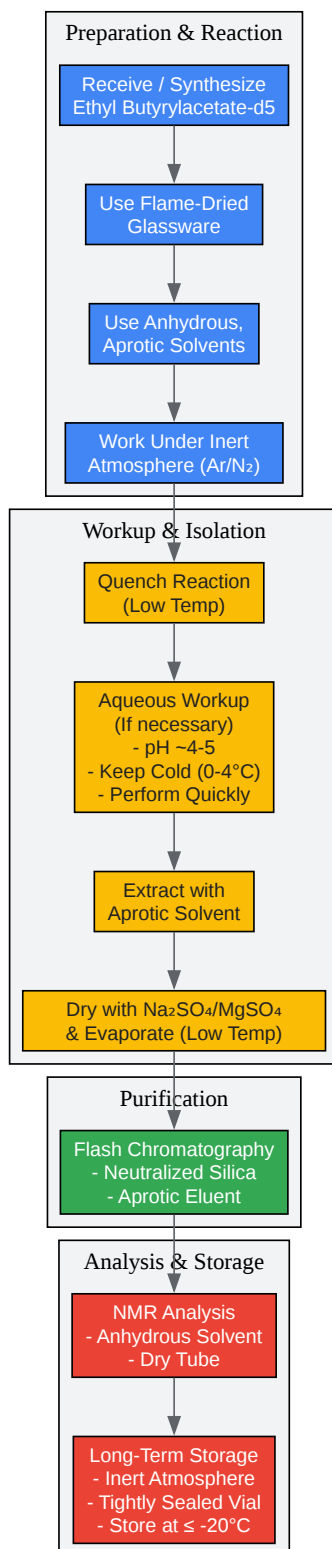 Preparation & Reaction
Receive / Synthesize
Ethyl Butyrylacetate-d5
Use Flame-Dried
Glassware
Use Anhydrous,
Aprotic Solvents
Work Under Inert
Atmosphere (Ar/N₂)
Workup & Isolation
Quench Reaction
(Low Temp)
Aqueous Workup
(If necessary)
- pH ~4-5
- Keep Cold (0-4°C)
- Perform Quickly
Extract with
Aprotic Solvent
Dry with Na₂SO₄/MgSO₄
& Evaporate (Low Temp)
Purification
Flash Chromatography
- Neutralized Silica
- Aprotic Eluent
Analysis & Storage
NMR Analysis
- Anhydrous Solvent
- Dry Tube
Long-Term Storage
- Inert Atmosphere
- Tightly Sealed Vial
- Store at ≤ -20°C